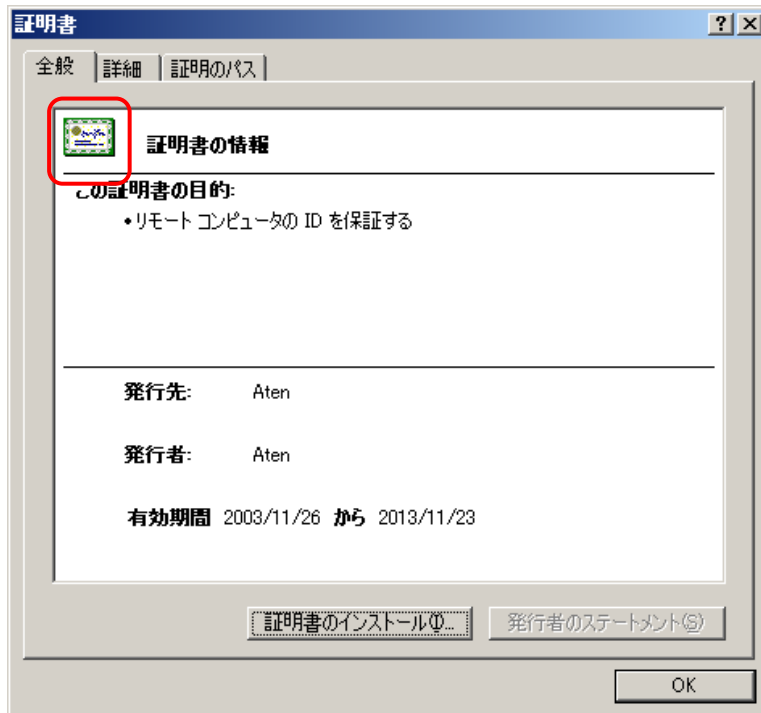 証明書
全般 詳細 証明のパス
証明書の情報
この証明書の目的:
•リモート コンピュータの ID を保証する
発行先: Aten
発行者: Aten
有効期間 2003/11/26 から 2013/11/23
証明書のインストール(I)... 発行者のステートメント(S)
OK